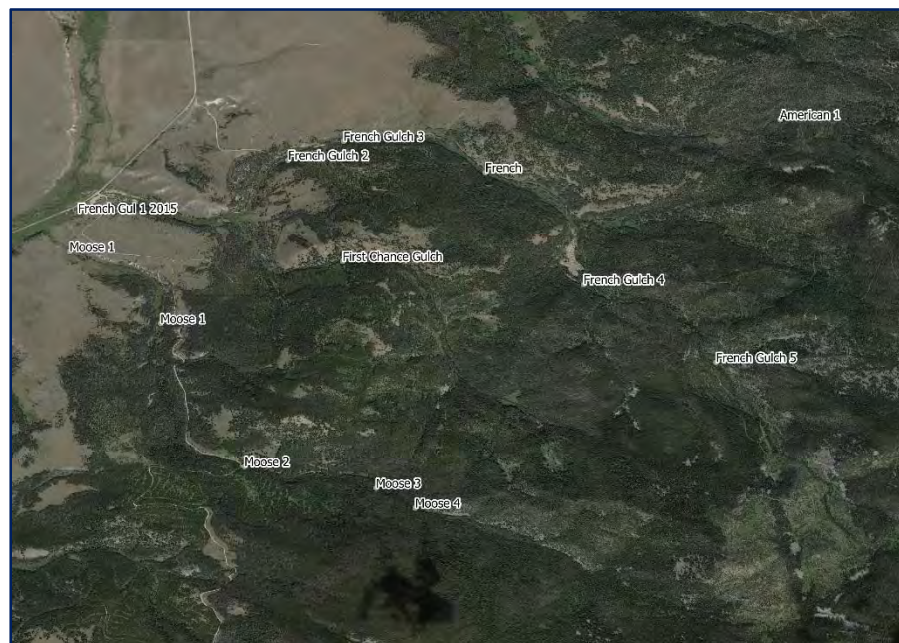 American 1
French Gulch 3
French Gulch 2
French
French Gul 1 2015
Moose 1
First Chance Gulch
French Gulch 4
Moose 1
French Gulch 5
Moose 2
Moose 3
Moose 4